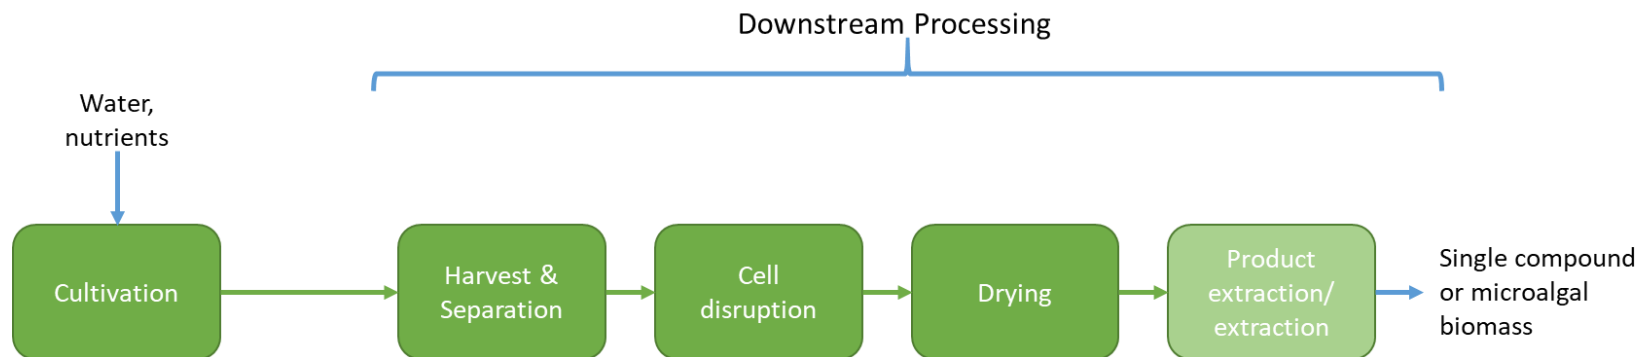 Downstream Processing
Water,
nutrients
Cultivation
Harvest &
Separation
Cell
disruption
Drying
Product
extraction/
extraction
Single compound
or microalgal
biomass